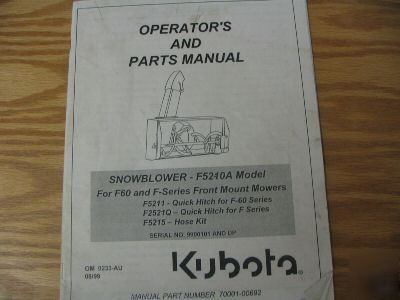 OPERATOR'S
AND
PARTS MANUAL
SNOWBLOWER - F5240A Model
For F60 and F-Series Front Mount Mowers
F5211 - Quick Hitch for F-60 Series
F2521Q – Quick Hitch for F Series
F5215 – Hose Kit
SERIAL NO. 9900101 AND UP
OM 0233-AU
08/99
Kubota
MANUAL PART NUMBER 70001-00692